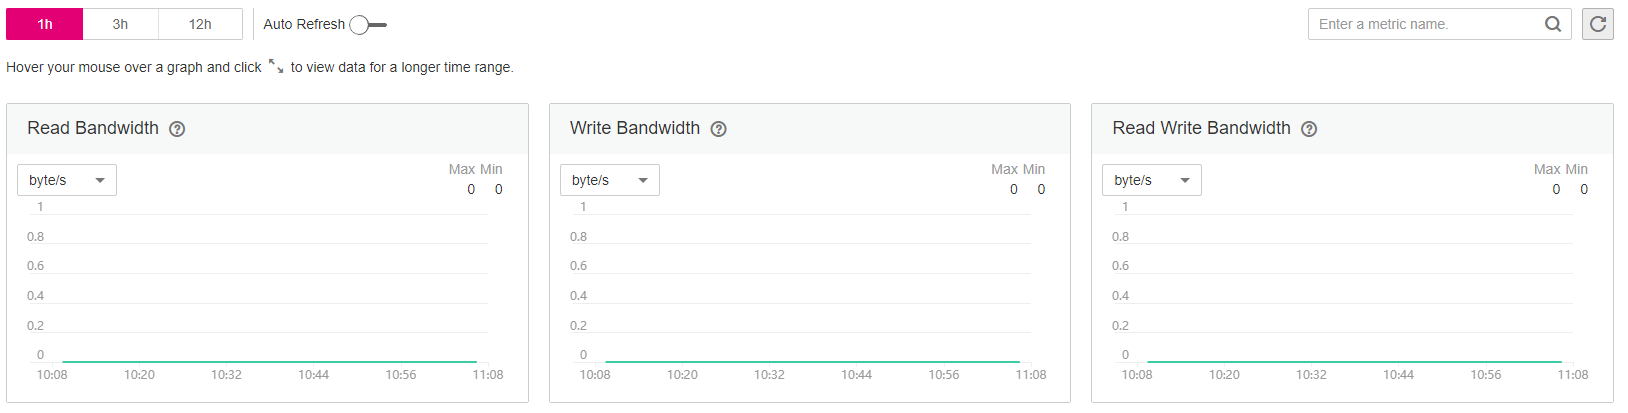 1h 3h 12h Auto Refresh Enter a metric name.
Hover your mouse over a graph and click to view data for a longer time range.
Read Bandwidth ?
byte/s
Max Min
0 0
1
0.8
0.6
0.4
0.2
0
10:08 10:20 10:32 10:44 10:56 11:08
Write Bandwidth ?
byte/s
Max Min
0 0
1
0.8
0.6
0.4
0.2
0
10:08 10:20 10:32 10:44 10:56 11:08
Read Write Bandwidth ?
byte/s
Max Min
0 0
1
0.8
0.6
0.4
0.2
0
10:08 10:20 10:32 10:44 10:56 11:08